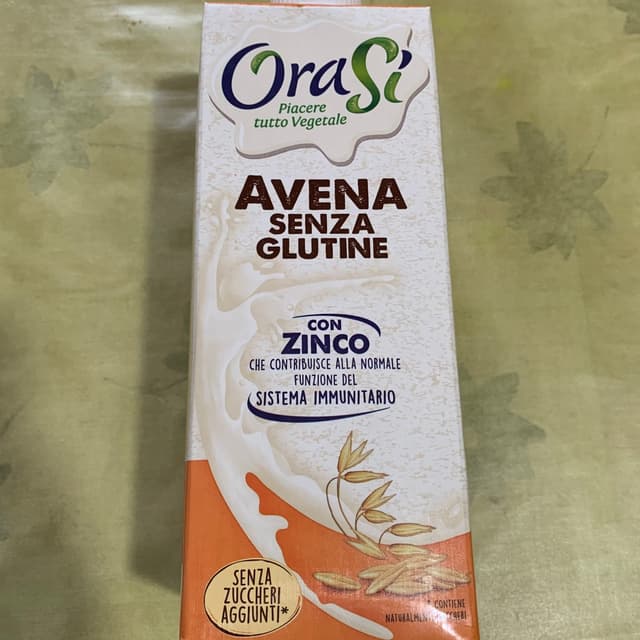 OraSì
Piacere
tutto Vegetale
AVENA
SENZA
GLUTINE
CON
ZINCO
CHE CONTRIBUISCE ALLA NORMALE
FUNZIONE DEL
SISTEMA IMMUNITARIO
SENZA
ZUCCHERI
AGGIUNTI*
CONTIENE